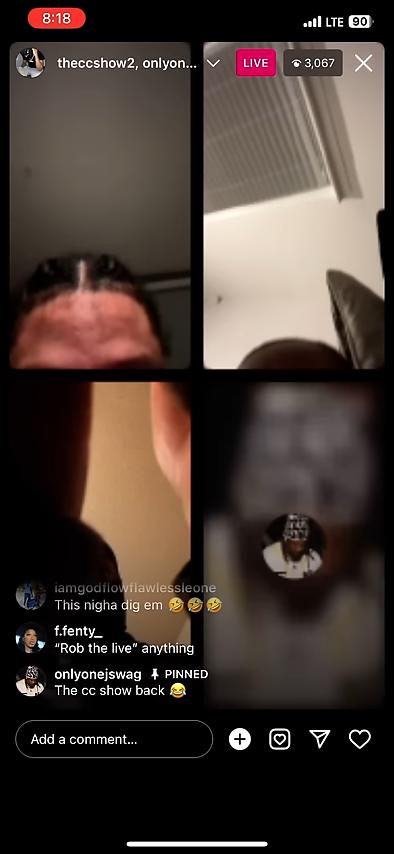 8:18
LTE 90
theccshow2, onlyon...
LIVE
3,067
iamgodflowflawlessleone
This nigha dig em 🤣🤣🤣
f.fenty_
“Rob the live” anything
onlyonejswag PINNED
The cc show back 😂
Add a comment...